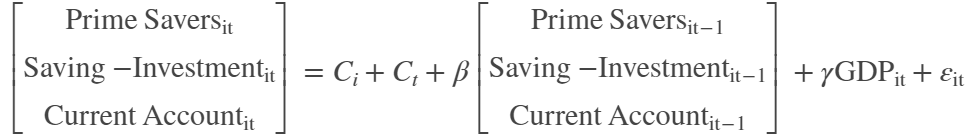 Prime Savers_it
Saving −Investment_it
Current Account_it
= C_i + C_t + β
Prime Savers_it−1
Saving −Investment_it−1
Current Account_it−1
+ γGDP_it + ε_it